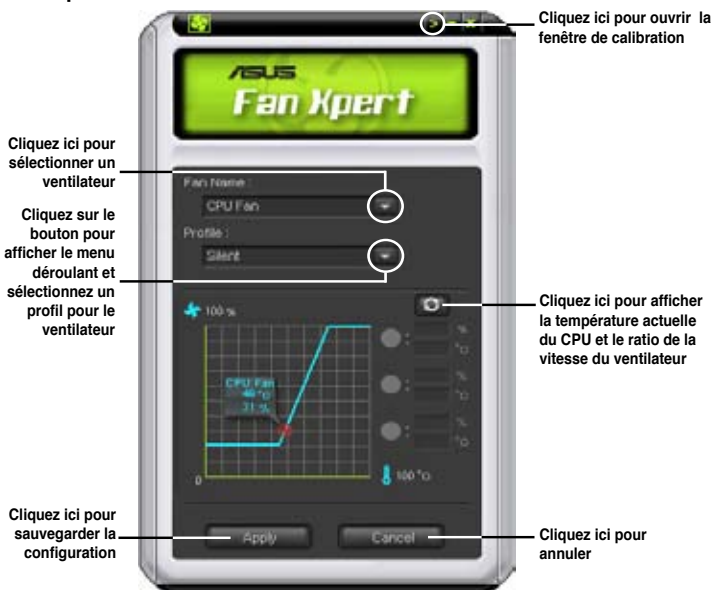 Cliquez ici pour ouvrir la
fenêtre de calibration
ASUS
Fan Xpert
Cliquez ici pour
sélectionner un
ventilateur
Fan Name :
CPU Fan
Cliquez sur le
bouton pour
afficher le menu
déroulant et
sélectionnez un
profil pour le
ventilateur
Profile :
Silent
Cliquez ici pour afficher
la température actuelle
du CPU et le ratio de la
vitesse du ventilateur
100 %
CPU Fan
31 %
%
°C
%
°C
%
°C
0
100 °C
Cliquez ici pour
sauvegarder la
configuration
Apply
Cancel
Cliquez ici pour
annuler